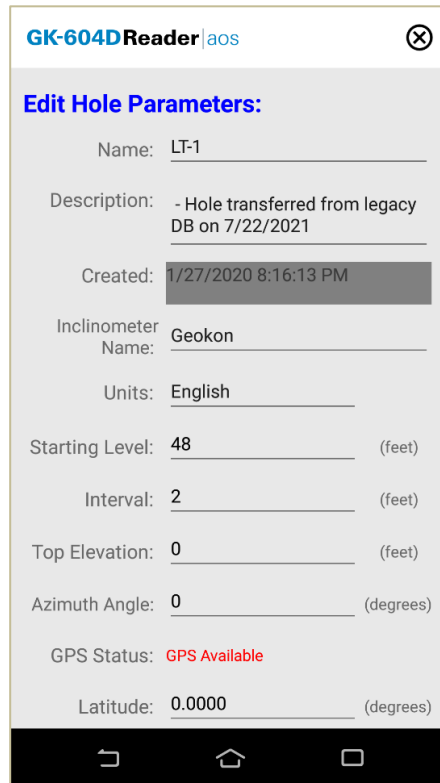 GK-604DReader|aos
Edit Hole Parameters:
Name: LT-1
Description: - Hole transferred from legacy
DB on 7/22/2021
Created: 1/27/2020 8:16:13 PM
Inclinometer
Name: Geokon
Units: English
Starting Level: 48 (feet)
Interval: 2 (feet)
Top Elevation: 0 (feet)
Azimuth Angle: 0 (degrees)
GPS Status: GPS Available
Latitude: 0.0000 (degrees)